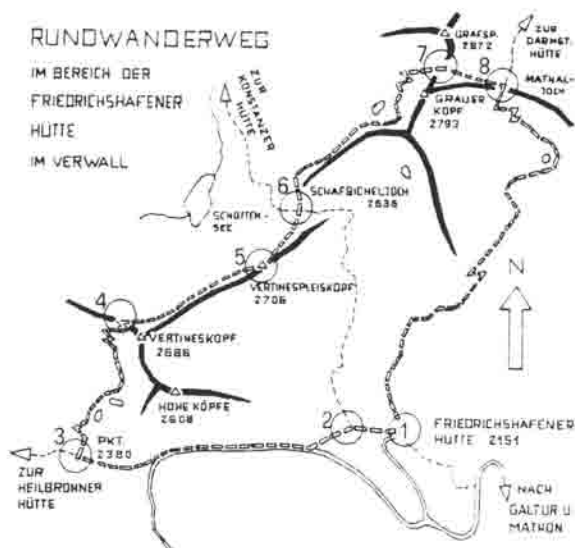 RUNDWANDERWEG
IM BEREICH DER
FRIEDRICHSHAFENER
HÜTTE
IM VERWALL
ZUR
KONSTANZER
HÜTTE
GRAFSP.
2872
ZUR
DARMST.
HÜTTE
7
8
MATNAL-
JOCH
GRAUER
KOPF
2793
6
SCHAFBICHELJOCH
2636
SCHOTTEN-
SEE
5
VERTINESPLEISKOPF
2706
N
4
VERTINESKOPF
2686
HOHE KÖPFE
2608
3
PKT.
2380
2
1
FRIEDRICHSHAFENER
HÜTTE 2151
ZUR
HEILBRONNER
HÜTTE
NACH
GALTÜR U.
MATHON